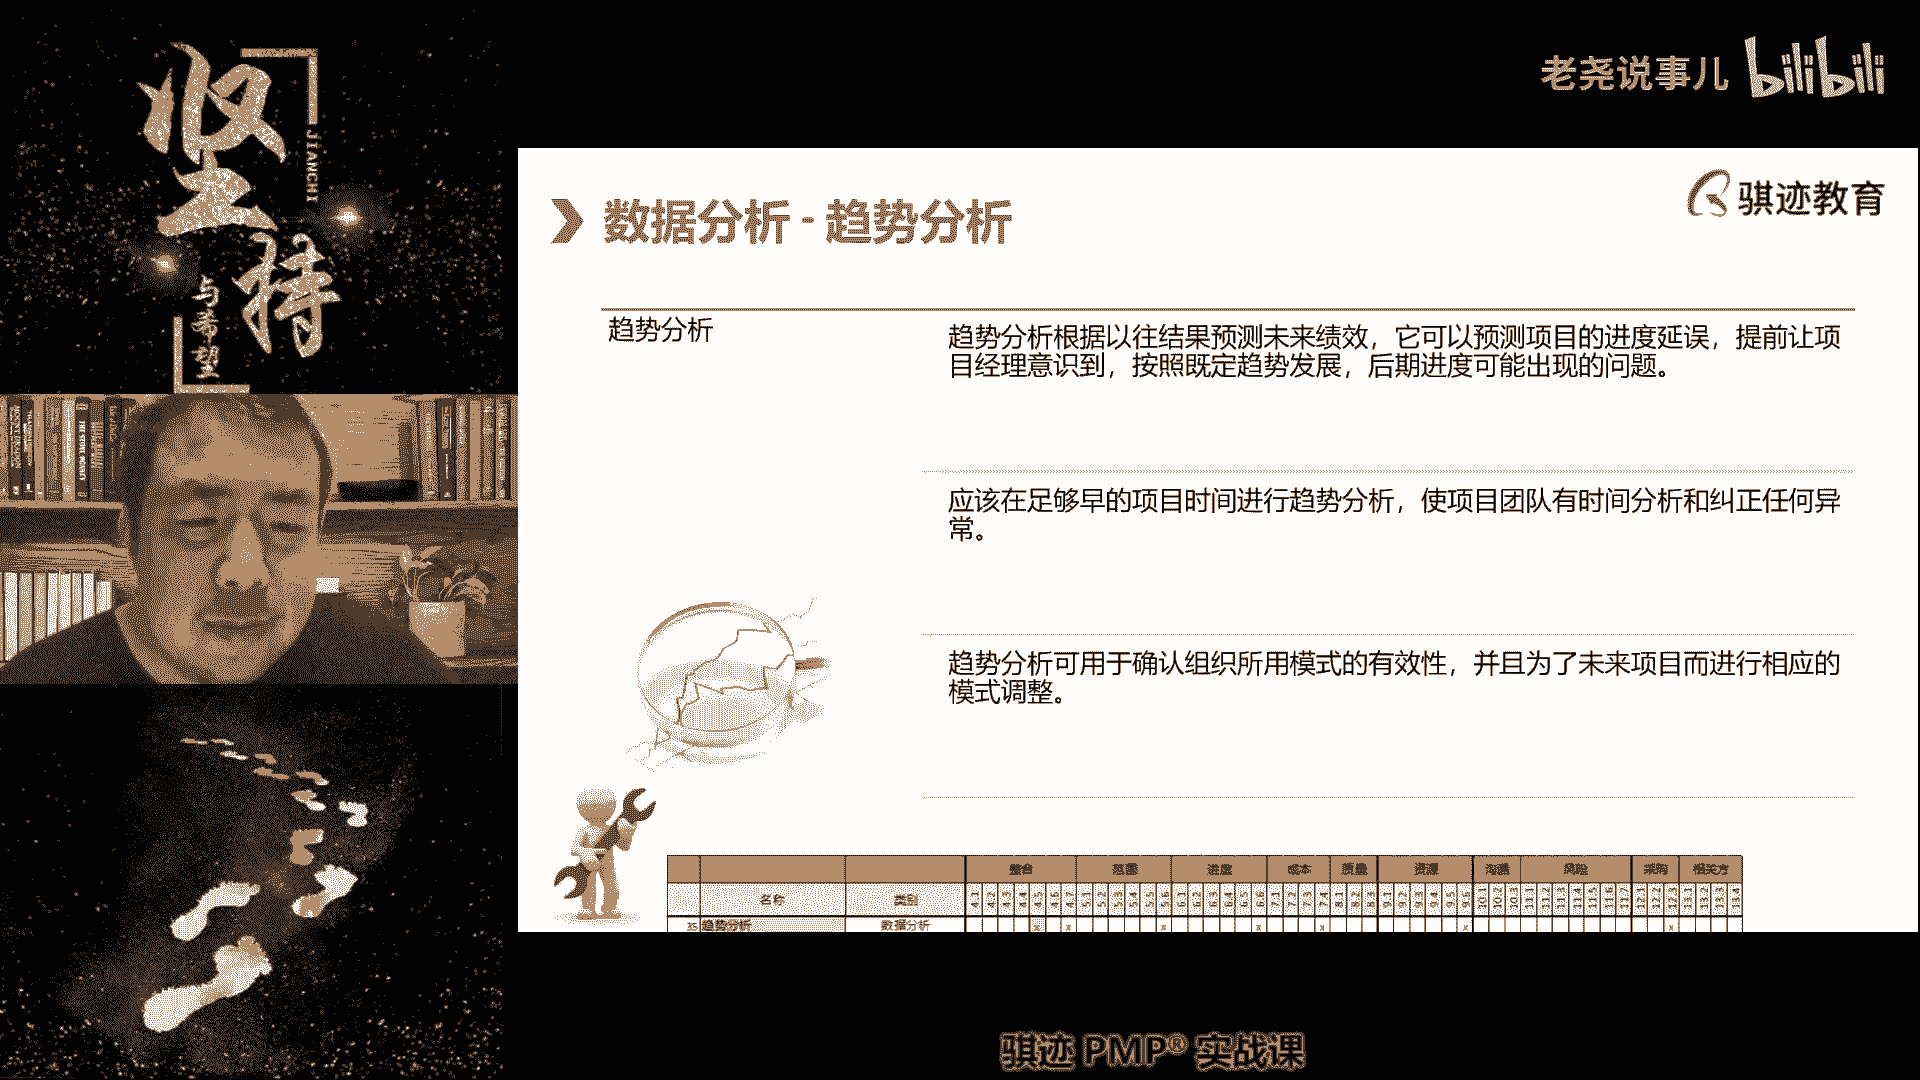 坚持
JIANCHI
与希望
老尧说事儿 bilibili
骐迹教育
数据分析 - 趋势分析
趋势分析
趋势分析根据以往结果预测未来绩效，它可以预测项目的进度延误，提前让项
目经理意识到，按照既定趋势发展，后期进度可能出现的问题。
应该在足够早的项目时间进行趋势分析，使项目团队有时间分析和纠正任何异
常。
趋势分析可用于确认组织所用模式的有效性，并且为了未来项目而进行相应的
模式调整。
整合 范围 进度 成本 质量 资源 沟通 风险 采购 相关方
名称 类别
35 趋势分析 数据分析
骐迹 PMP® 实战课